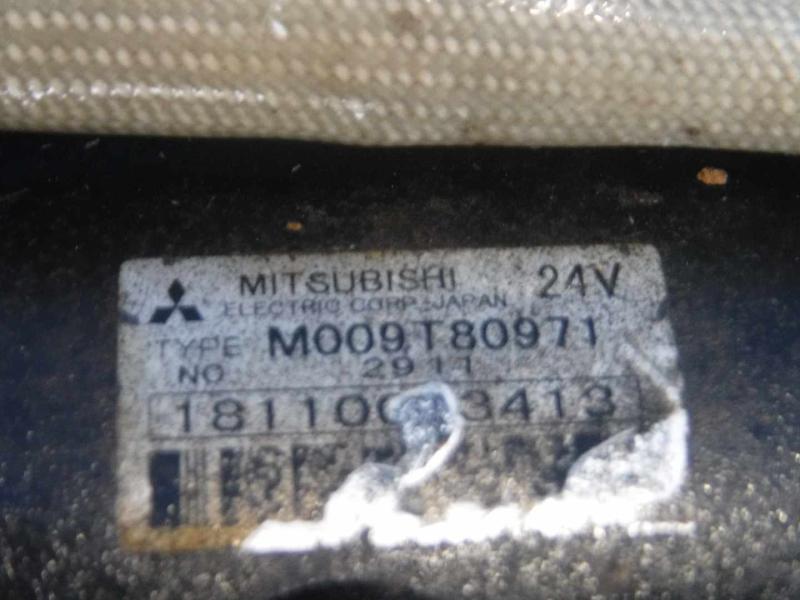 MITSUBISHI 24V
ELECTRIC CORP. JAPAN
TYPE M009T80971
NO 2911